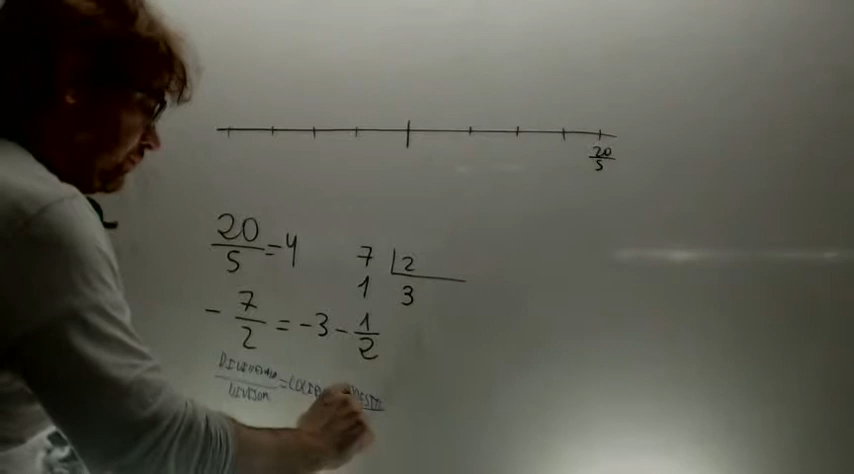 20
5
20/5 = 4
7 | 2
1 3
- 7/2 = -3 - 1/2